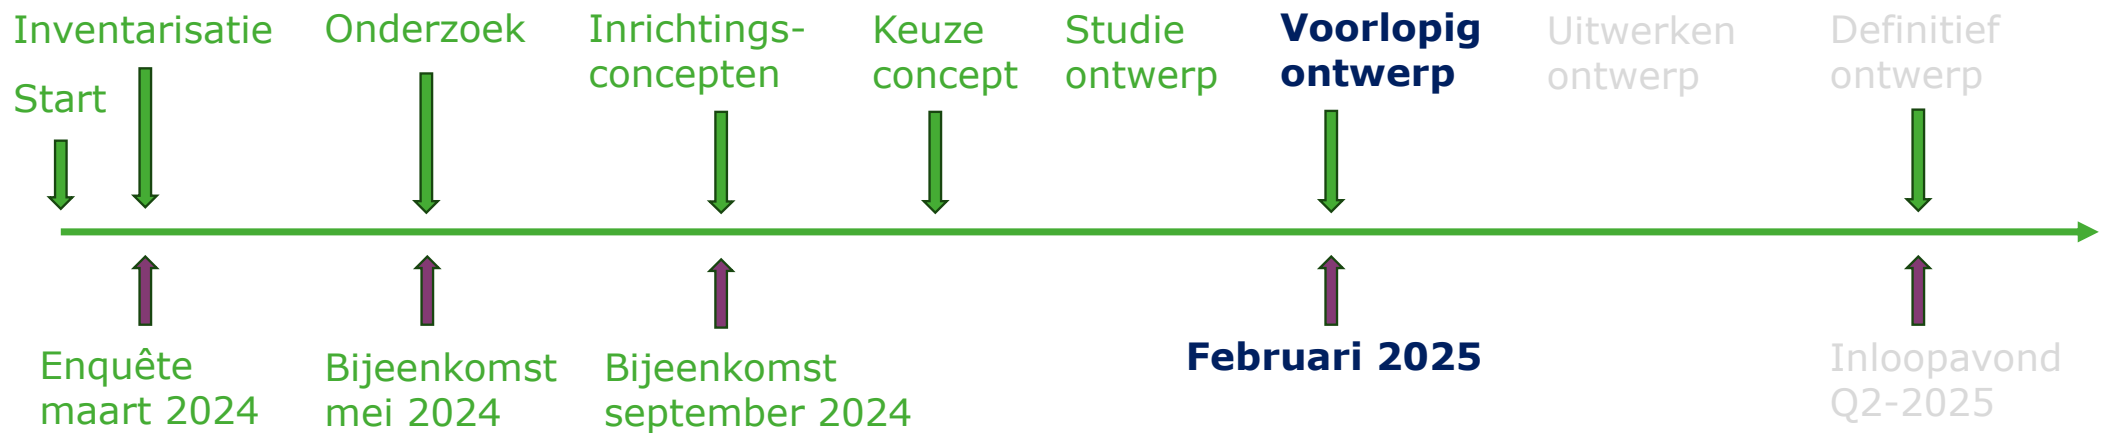 Inventarisatie
Start
Onderzoek
Inrichtings-
concepten
Keuze
concept
Studie
ontwerp
Voorlopig
ontwerp
Uitwerken
ontwerp
Definitief
ontwerp
Enquête
maart 2024
Bijeenkomst
mei 2024
Bijeenkomst
september 2024
Februari 2025
Inloopavond
Q2-2025